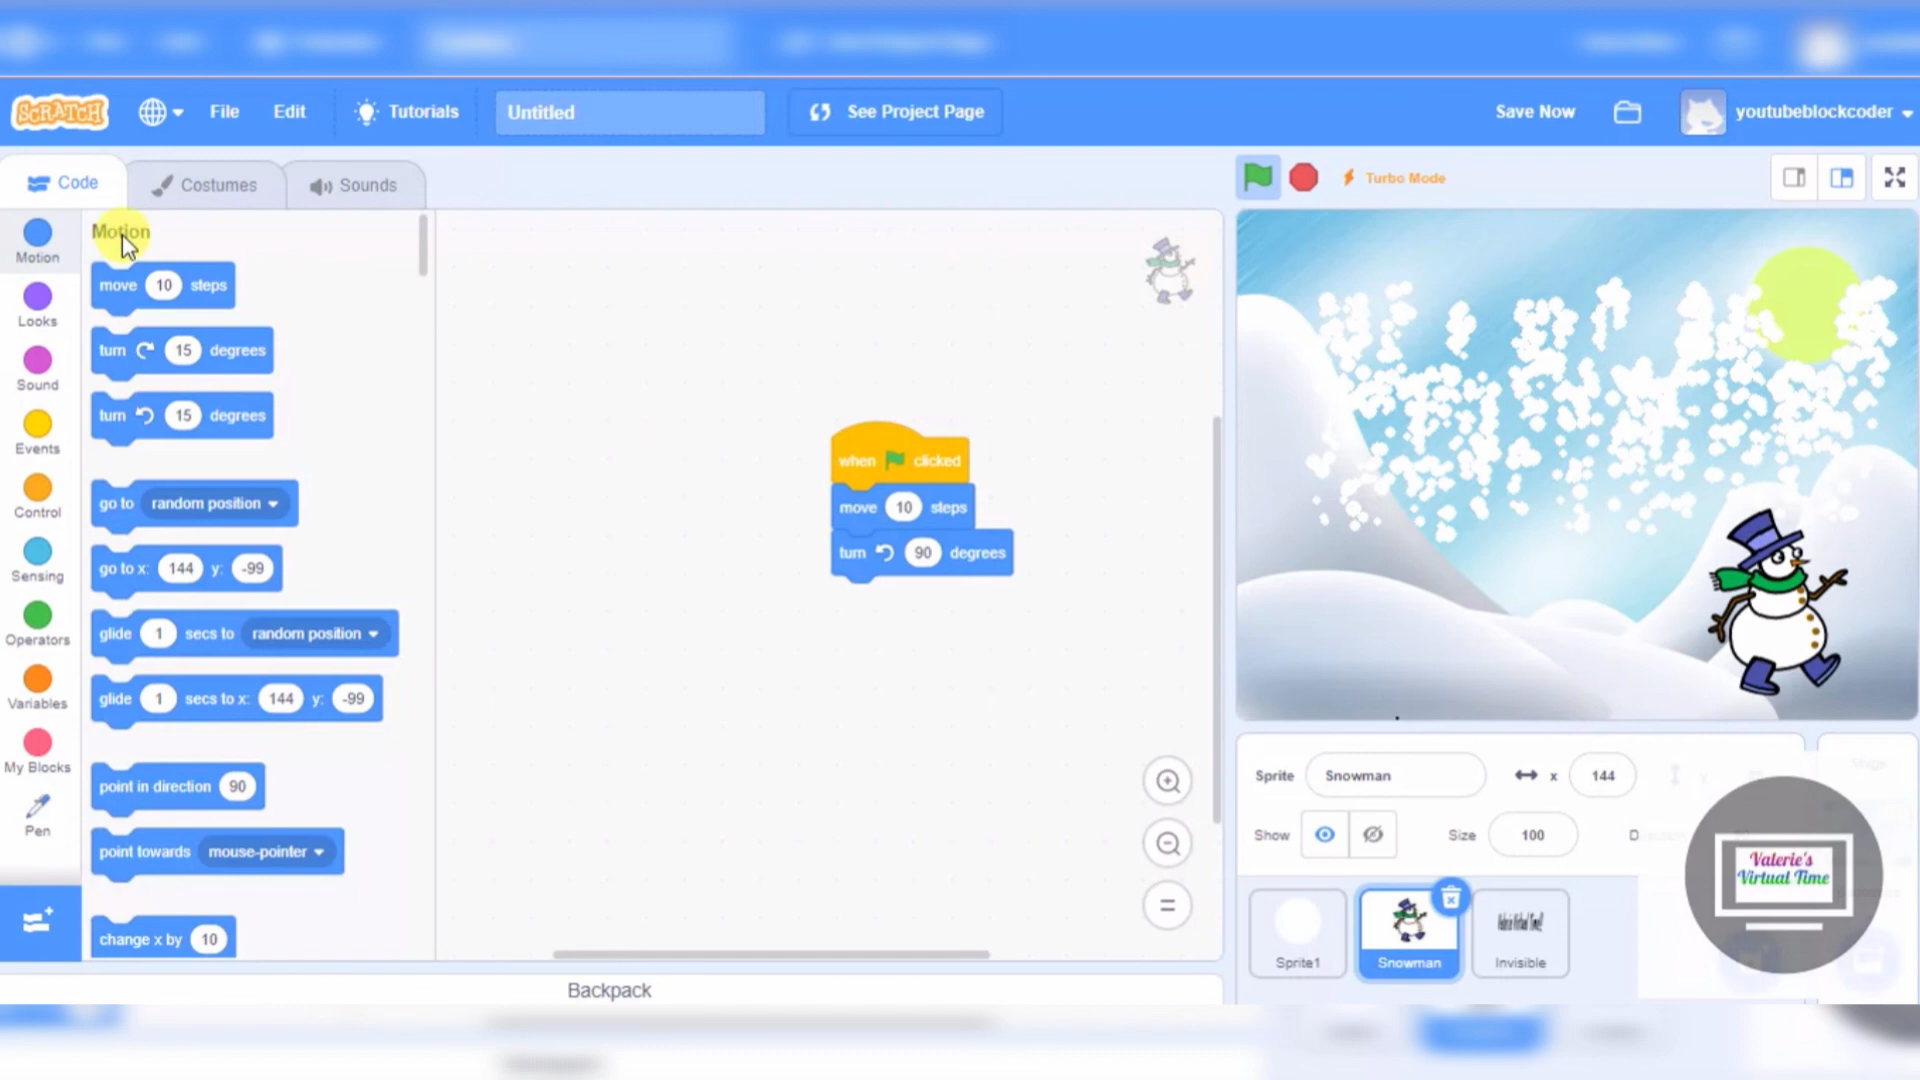 SCRATCH File Edit Tutorials Untitled See Project Page Save Now youtubeblockcoder
Code Costumes Sounds
Turbo Mode
Motion
Looks
Sound
Events
Control
Sensing
Operators
Variables
My Blocks
Pen
Motion
move 10 steps
turn 15 degrees
turn 15 degrees
go to random position
go to x: 144 y: -99
glide 1 secs to random position
glide 1 secs to x: 144 y: -99
point in direction 90
point towards mouse-pointer
change x by 10
when clicked
move 10 steps
turn 90 degrees
Sprite Snowman x 144
Show Size 100
Sprite1 Snowman Invisible
Valerie's
Virtual Time
Backpack